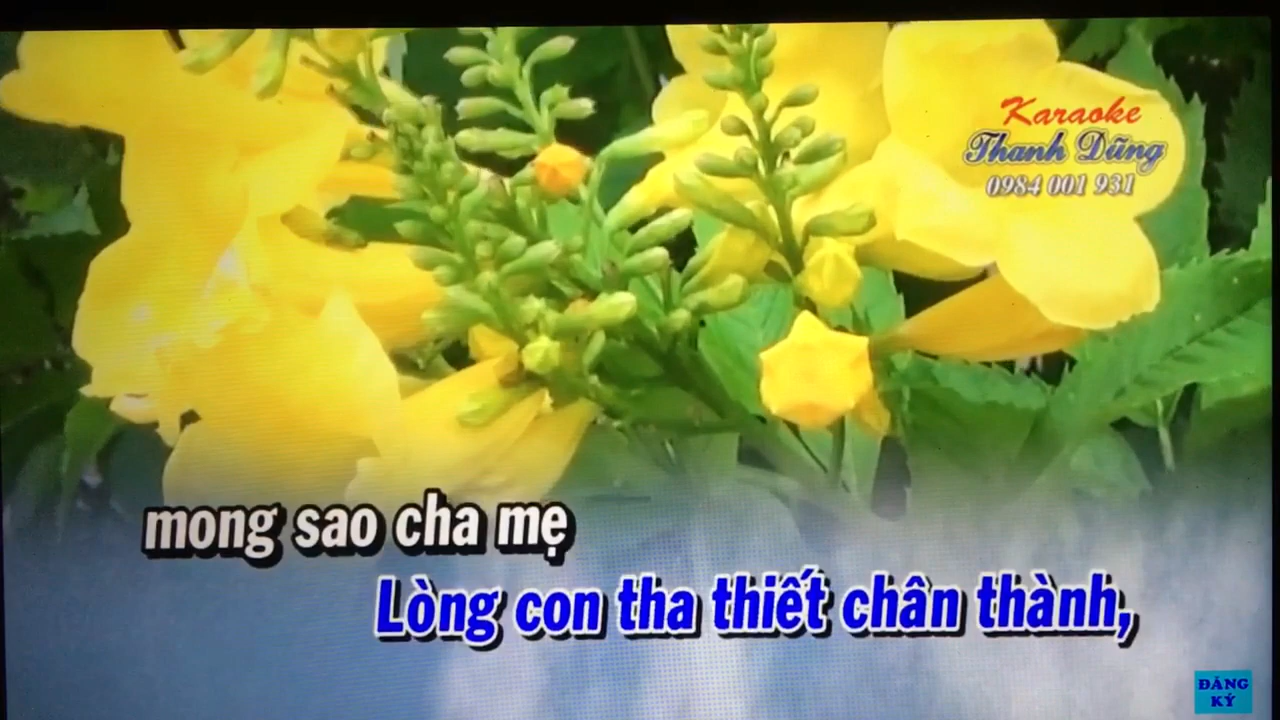 Karaoke
Thanh Dũng
0984 001 931
mong sao cha mẹ
Lòng con tha thiết chân thành,
ĐĂNG
KÝ